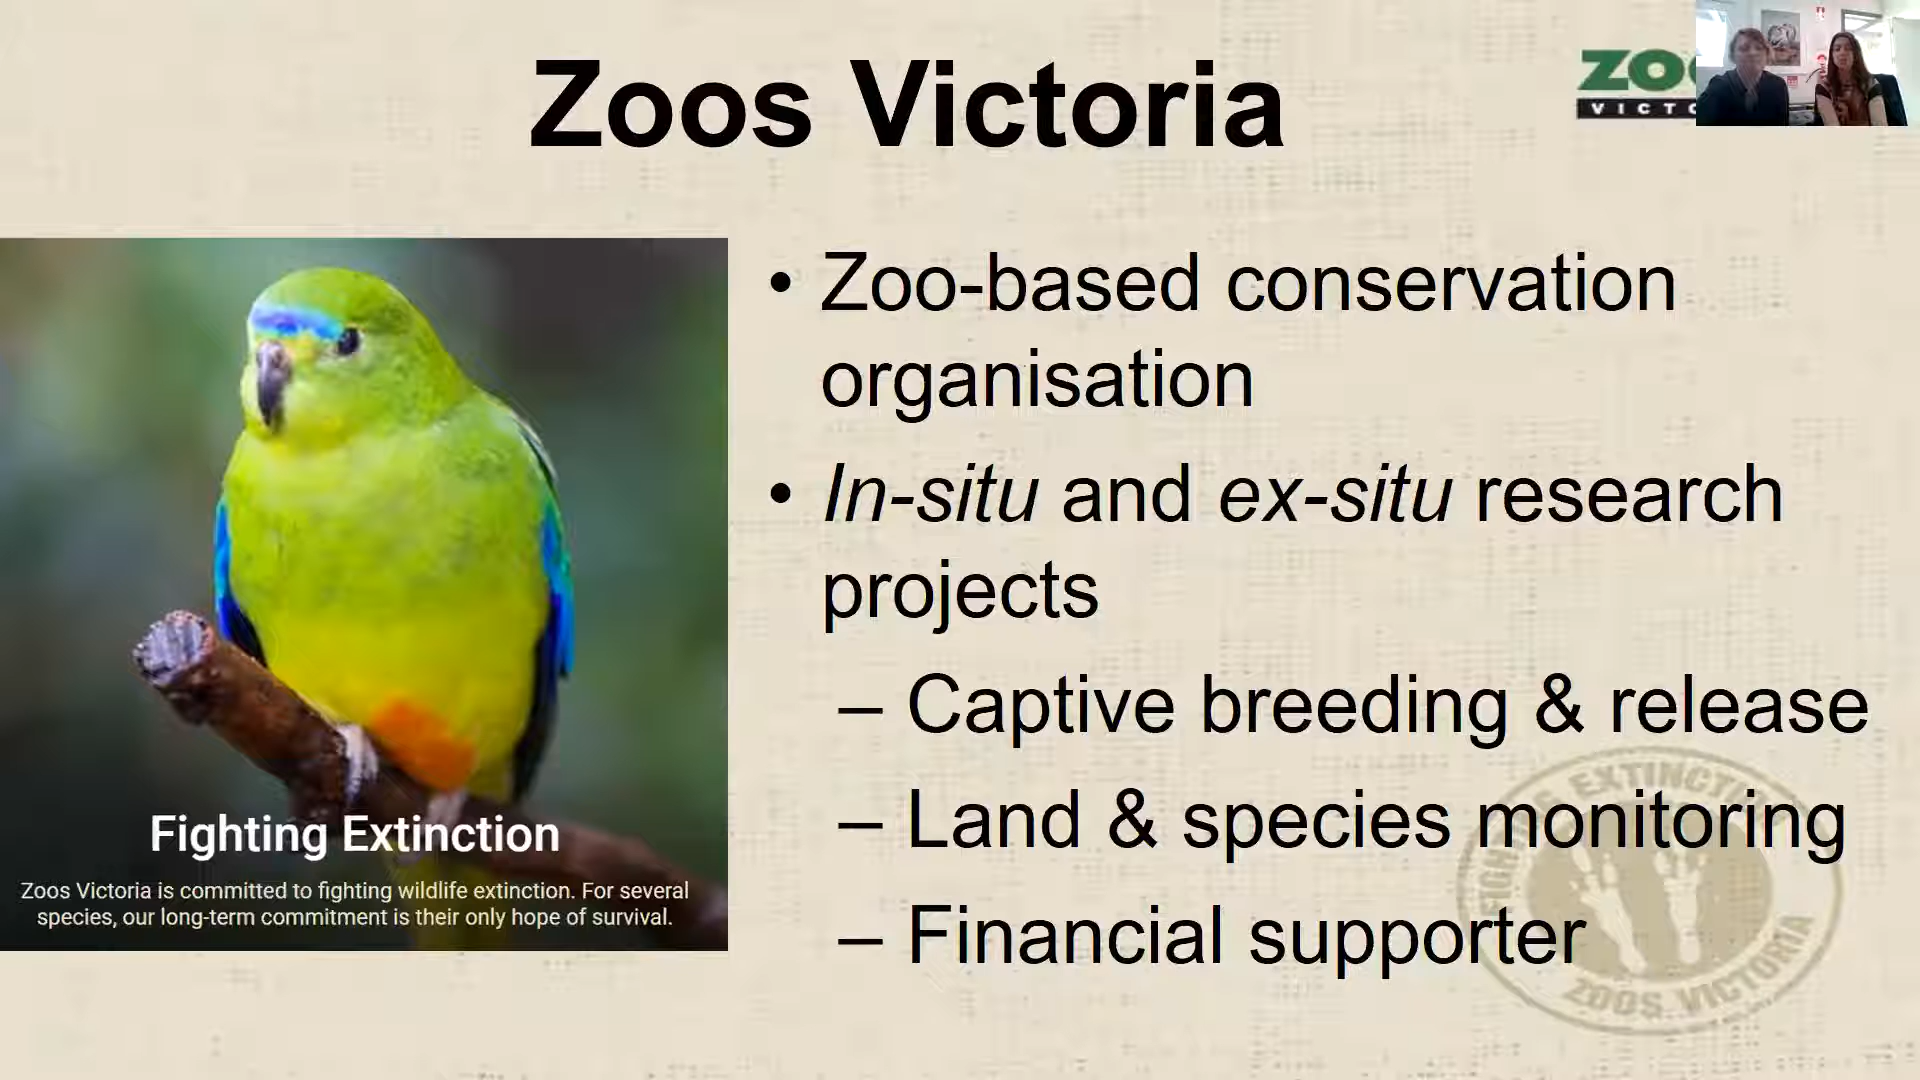 Zoos Victoria
VICTO
• Zoo-based conservation
organisation
• In-situ and ex-situ research
projects
– Captive breeding & release
– Land & species monitoring
– Financial supporter
Fighting Extinction
Zoos Victoria is committed to fighting wildlife extinction. For several
species, our long-term commitment is their only hope of survival.
FIGHTING EXTINCTION
ZOOS VICTORIA